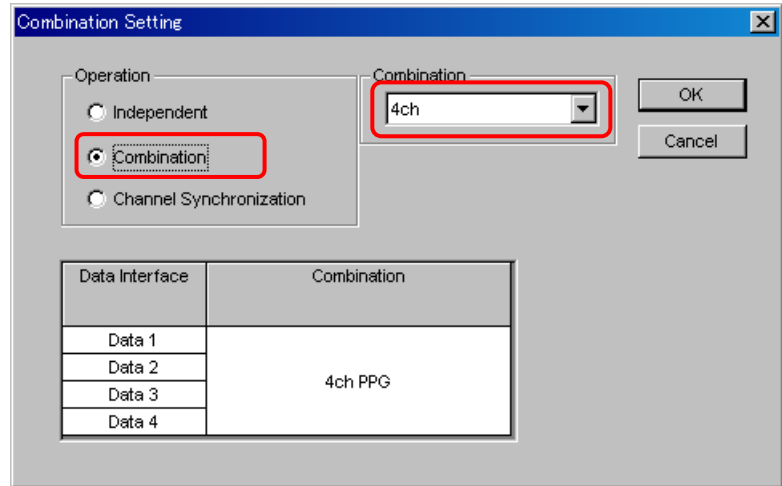 Combination Setting
Operation
Independent
Combination
Channel Synchronization
Combination
4ch
OK
Cancel
Data Interface Combination
Data 1
Data 2
Data 3
Data 4
4ch PPG